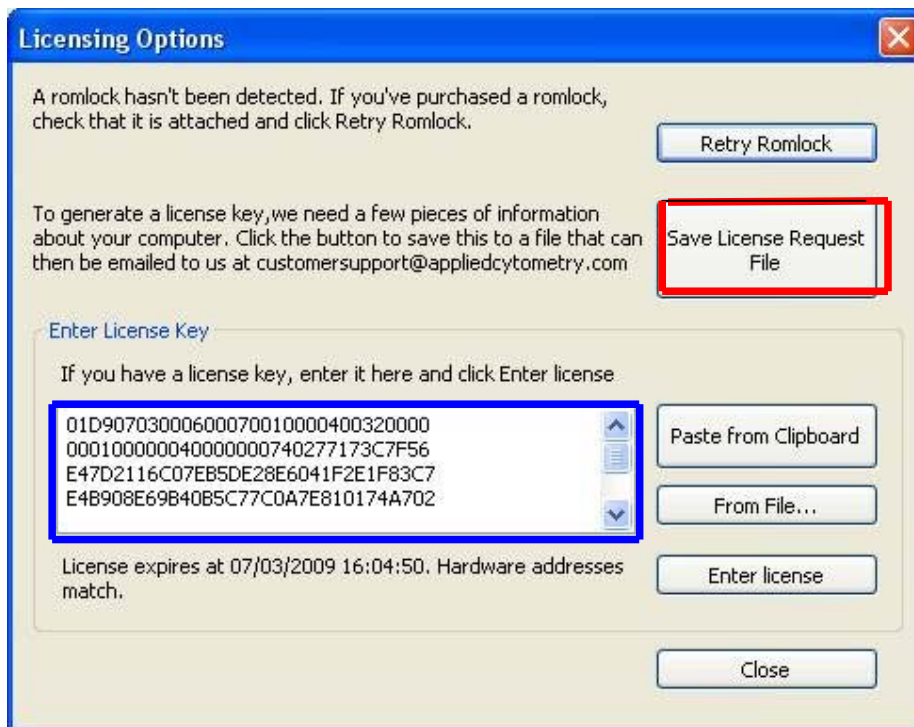 Licensing Options
A romlock hasn't been detected. If you've purchased a romlock,
check that it is attached and click Retry Romlock.
Retry Romlock
To generate a license key,we need a few pieces of information
about your computer. Click the button to save this to a file that can
then be emailed to us at customersupport@appliedcytometry.com
Save License Request
File
Enter License Key
If you have a license key, enter it here and click Enter license
01D90703000600070010000400320000
0001000000040000000740277173C7F56
E47D2116C07EB5DE28E6041F2E1F83C7
E4B908E69B40B5C77C0A7E810174A702
Paste from Clipboard
From File...
License expires at 07/03/2009 16:04:50. Hardware addresses
match.
Enter license
Close